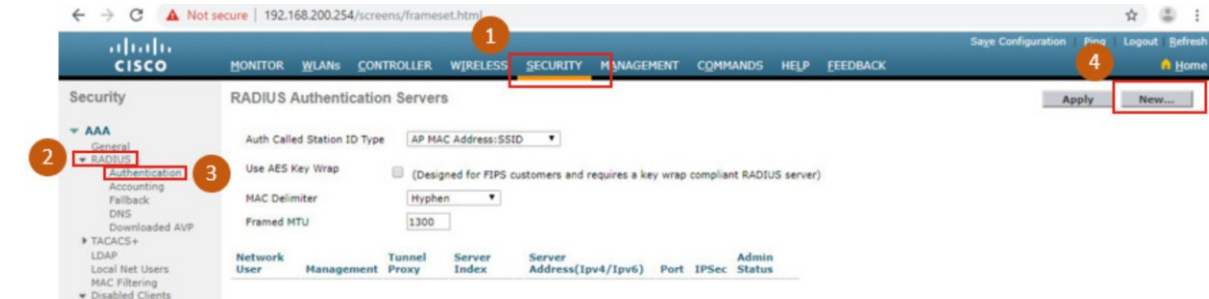 Not secure | 192.168.200.254/screens/frameset.html
1
Save Configuration | Ping | Logout | Refresh
CISCO
MONITOR WLANs CONTROLLER WIRELESS SECURITY MANAGEMENT COMMANDS HELP FEEDBACK
4
Home
Security
RADIUS Authentication Servers
Apply
New...
AAA
General
2
RADIUS
Authentication
3
Accounting
Fallback
DNS
Downloaded AVP
TACACS+
LDAP
Local Net Users
MAC Filtering
Disabled Clients
Auth Called Station ID Type AP MAC Address:SSID
Use AES Key Wrap (Designed for FIPS customers and requires a key wrap compliant RADIUS server)
MAC Delimiter Hyphen
Framed MTU 1300
Network User Management Tunnel Proxy Server Index Server Address(Ipv4/Ipv6) Port IPSec Admin Status